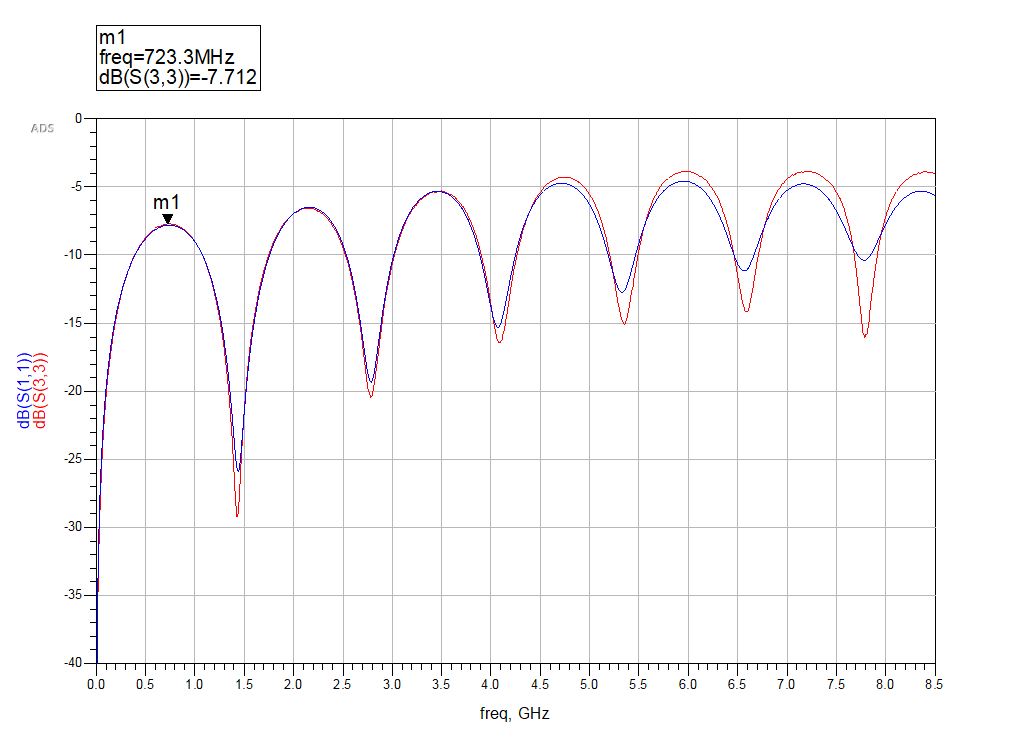 m1
freq=723.3MHz
dB(S(3,3))=-7.712
ADS
m1
0
-5
-10
-15
-20
-25
-30
-35
-40
dB(S(1,1))
dB(S(3,3))
0.0 0.5 1.0 1.5 2.0 2.5 3.0 3.5 4.0 4.5 5.0 5.5 6.0 6.5 7.0 7.5 8.0 8.5
freq, GHz